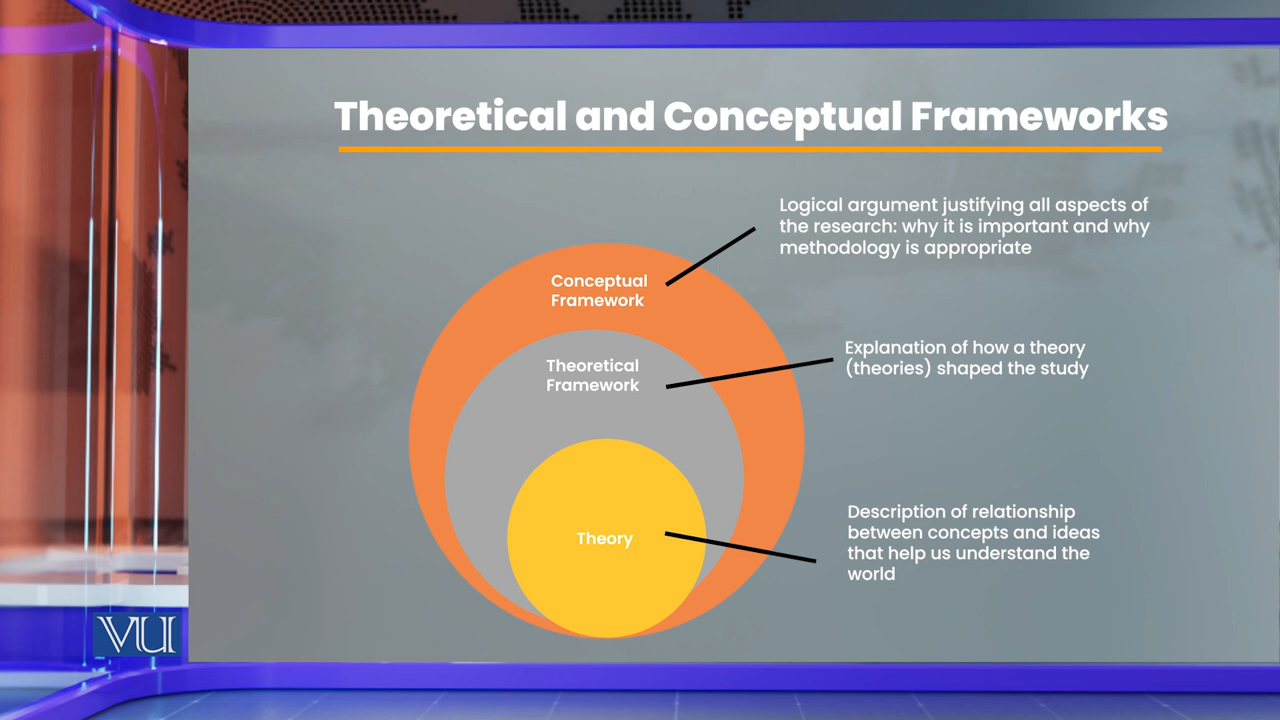 Theoretical and Conceptual Frameworks
Logical argument justifying all aspects of
the research: why it is important and why
methodology is appropriate
Conceptual
Framework
Explanation of how a theory
(theories) shaped the study
Theoretical
Framework
Description of relationship
between concepts and ideas
that help us understand the
world
Theory
VU